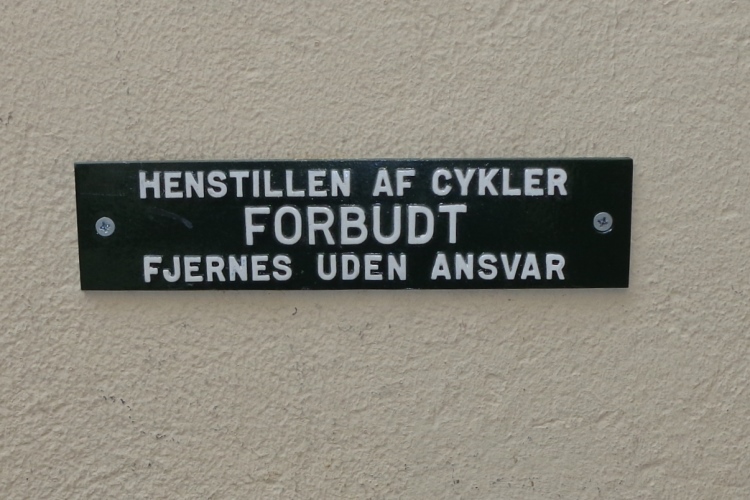 HENSTILLEN AF CYKLER
FORBUDT
FJERNES UDEN ANSVAR